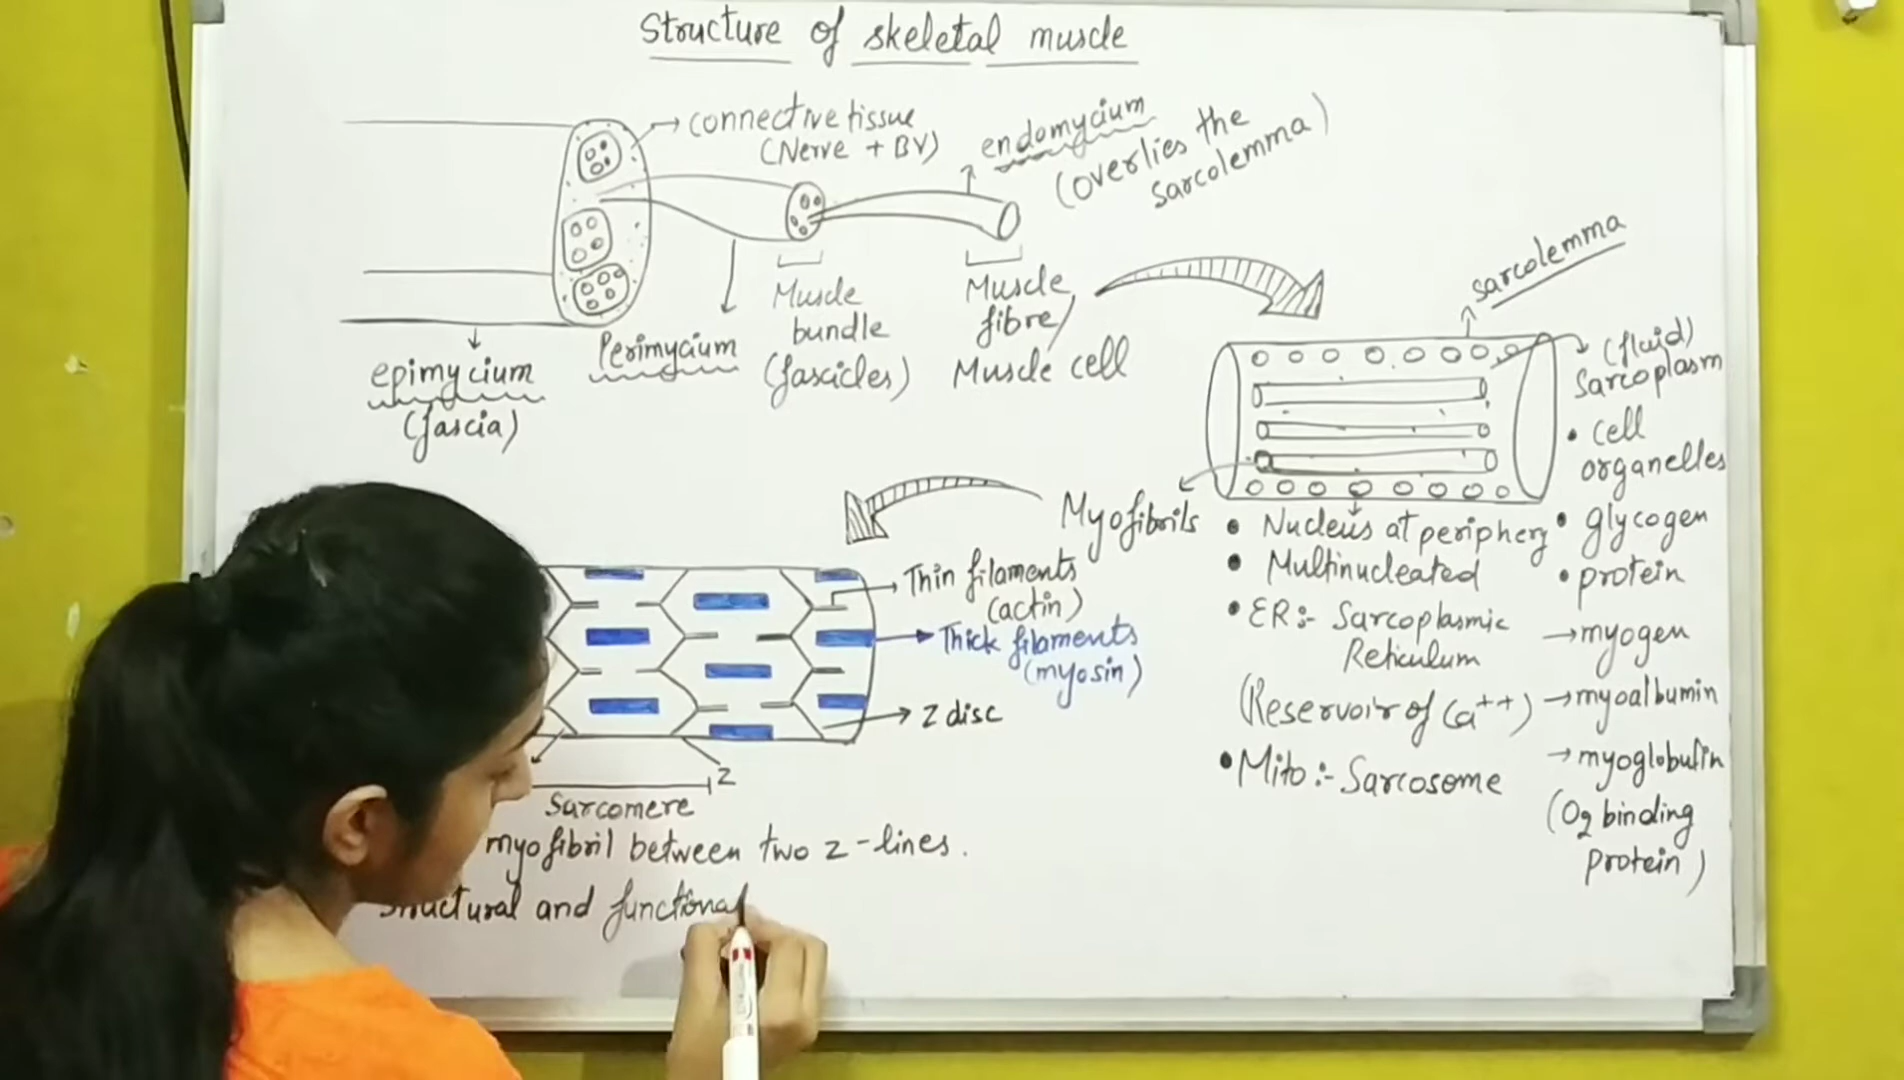 Structure of skeletal muscle
connective tissue
(Nerve + BV)
endomycium
(overlies the
sarcolemma)
epimycium
(fascia)
Perimycium
Muscle
bundle
(fascicles)
Muscle
fibre/
Muscle cell
sarcolemma
(fluid)
Sarcoplasm
• cell
organelles
• glycogen
• protein
→ myogen
→ myoalbumin
→ myoglobulin
(O2 binding
protein)
Myofibrils
• Nucleus at periphery
• Multinucleated
• ER:- Sarcoplasmic
Reticulum
(Reservoir of Ca++)
• Mito:- Sarcosome
Thin filaments
(actin)
Thick filaments
(myosin)
Z disc
Z
Sarcomere
myofibril between two z-lines.
Structural and functional